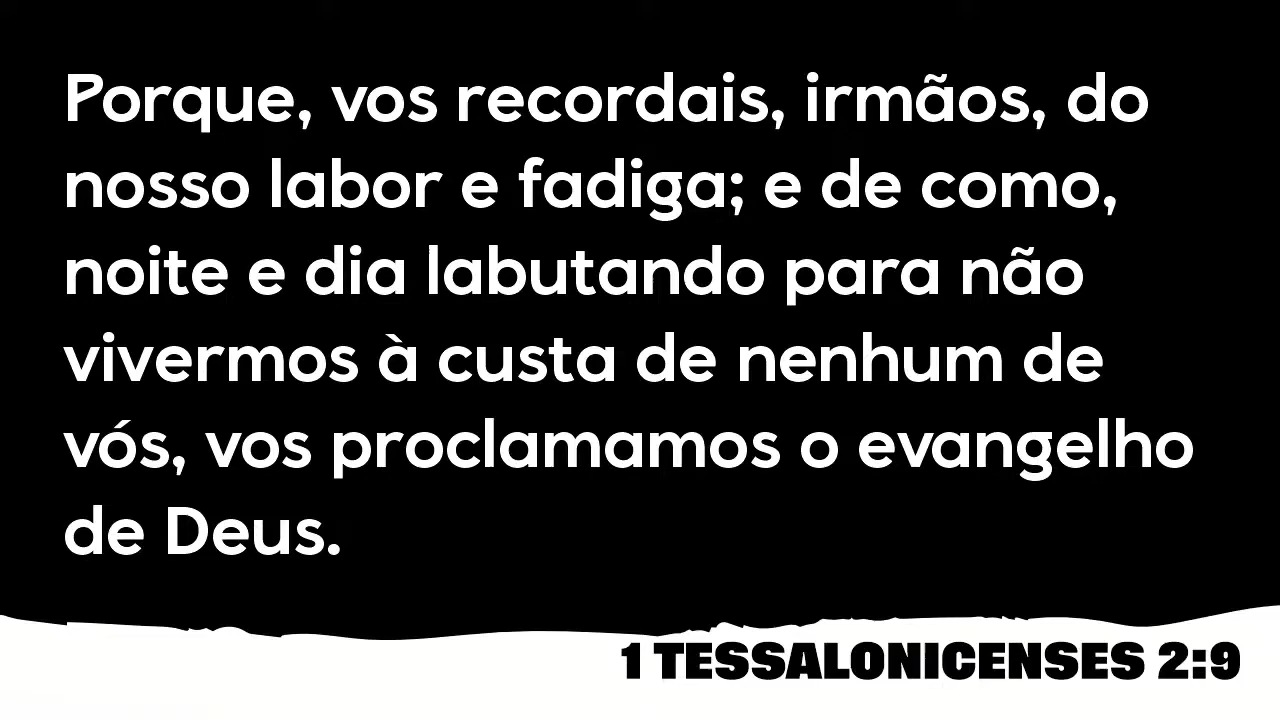 Porque, vos recordais, irmãos, do
nosso labor e fadiga; e de como,
noite e dia labutando para não
vivermos à custa de nenhum de
vós, vos proclamamos o evangelho
de Deus.
1 TESSALONICENSES 2:9